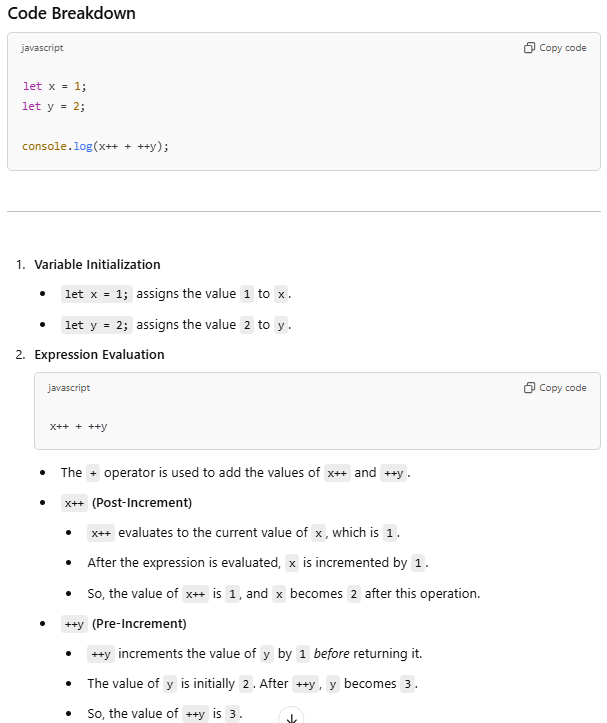 Code Breakdown
javascript Copy code
let x = 1;
let y = 2;
console.log(x++ + ++y);
1. Variable Initialization
• let x = 1; assigns the value 1 to x.
• let y = 2; assigns the value 2 to y.
2. Expression Evaluation
javascript Copy code
x++ + ++y
• The + operator is used to add the values of x++ and ++y.
• x++ (Post-Increment)
• x++ evaluates to the current value of x, which is 1.
• After the expression is evaluated, x is incremented by 1.
• So, the value of x++ is 1, and x becomes 2 after this operation.
• ++y (Pre-Increment)
• ++y increments the value of y by 1 before returning it.
• The value of y is initially 2. After ++y, y becomes 3.
• So, the value of ++y is 3.